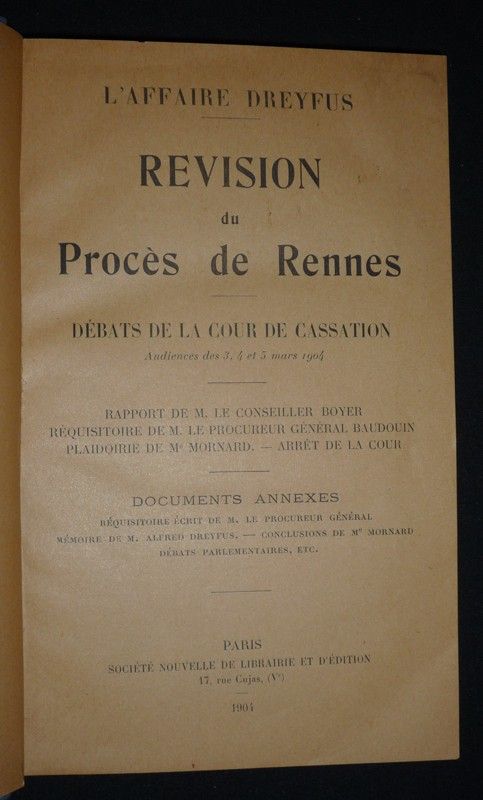 L'AFFAIRE DREYFUS
REVISION
du
Procès de Rennes
DÉBATS DE LA COUR DE CASSATION
Audiences des 3, 4 et 5 mars 1904
RAPPORT DE M. LE CONSEILLER BOYER
RÉQUISITOIRE DE M. LE PROCUREUR GÉNÉRAL BAUDOUIN
PLAIDOIRIE DE Me MORNARD. — ARRÊT DE LA COUR
DOCUMENTS ANNEXES
RÉQUISITOIRE ÉCRIT DE M. LE PROCUREUR GÉNÉRAL
MÉMOIRE DE M. ALFRED DREYFUS. — CONCLUSIONS DE Me MORNARD
DÉBATS PARLEMENTAIRES, ETC.
PARIS
SOCIÉTÉ NOUVELLE DE LIBRAIRIE ET D'ÉDITION
17, rue Cujas, (Ve)
1904